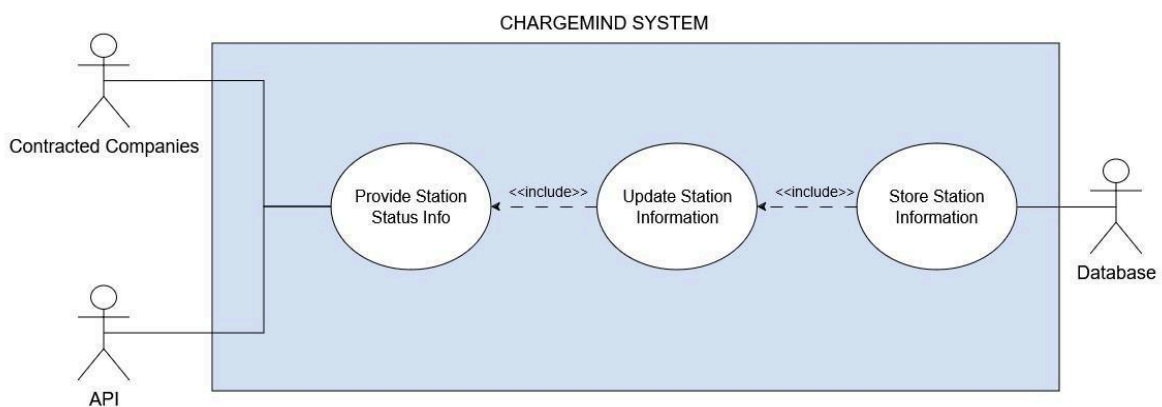 CHARGEMIND SYSTEM
Contracted Companies
Provide Station
Status Info
<<include>>
Update Station
Information
<<include>>
Store Station
Information
Database
API